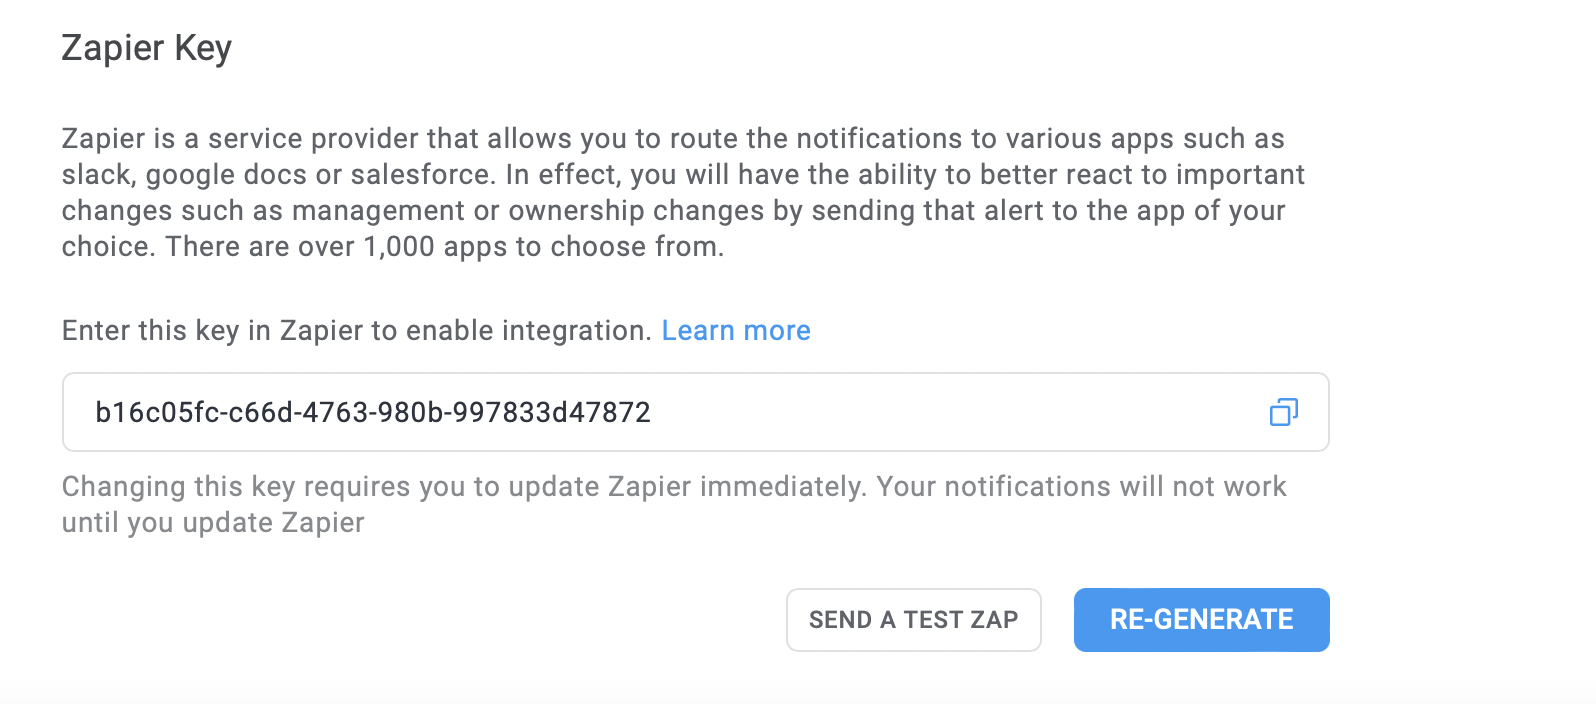 Zapier Key
Zapier is a service provider that allows you to route the notifications to various apps such as
slack, google docs or salesforce. In effect, you will have the ability to better react to important
changes such as management or ownership changes by sending that alert to the app of your
choice. There are over 1,000 apps to choose from.
Enter this key in Zapier to enable integration. Learn more
b16c05fc-c66d-4763-980b-997833d47872
Changing this key requires you to update Zapier immediately. Your notifications will not work
until you update Zapier
SEND A TEST ZAP
RE-GENERATE